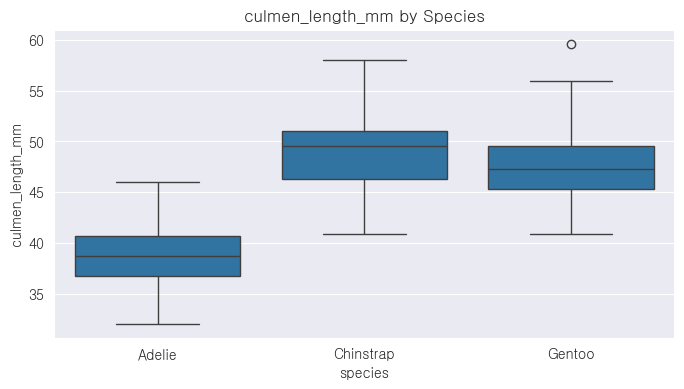 culmen_length_mm by Species
culmen_length_mm
60
55
50
45
40
35
Adelie
Chinstrap
Gentoo
species